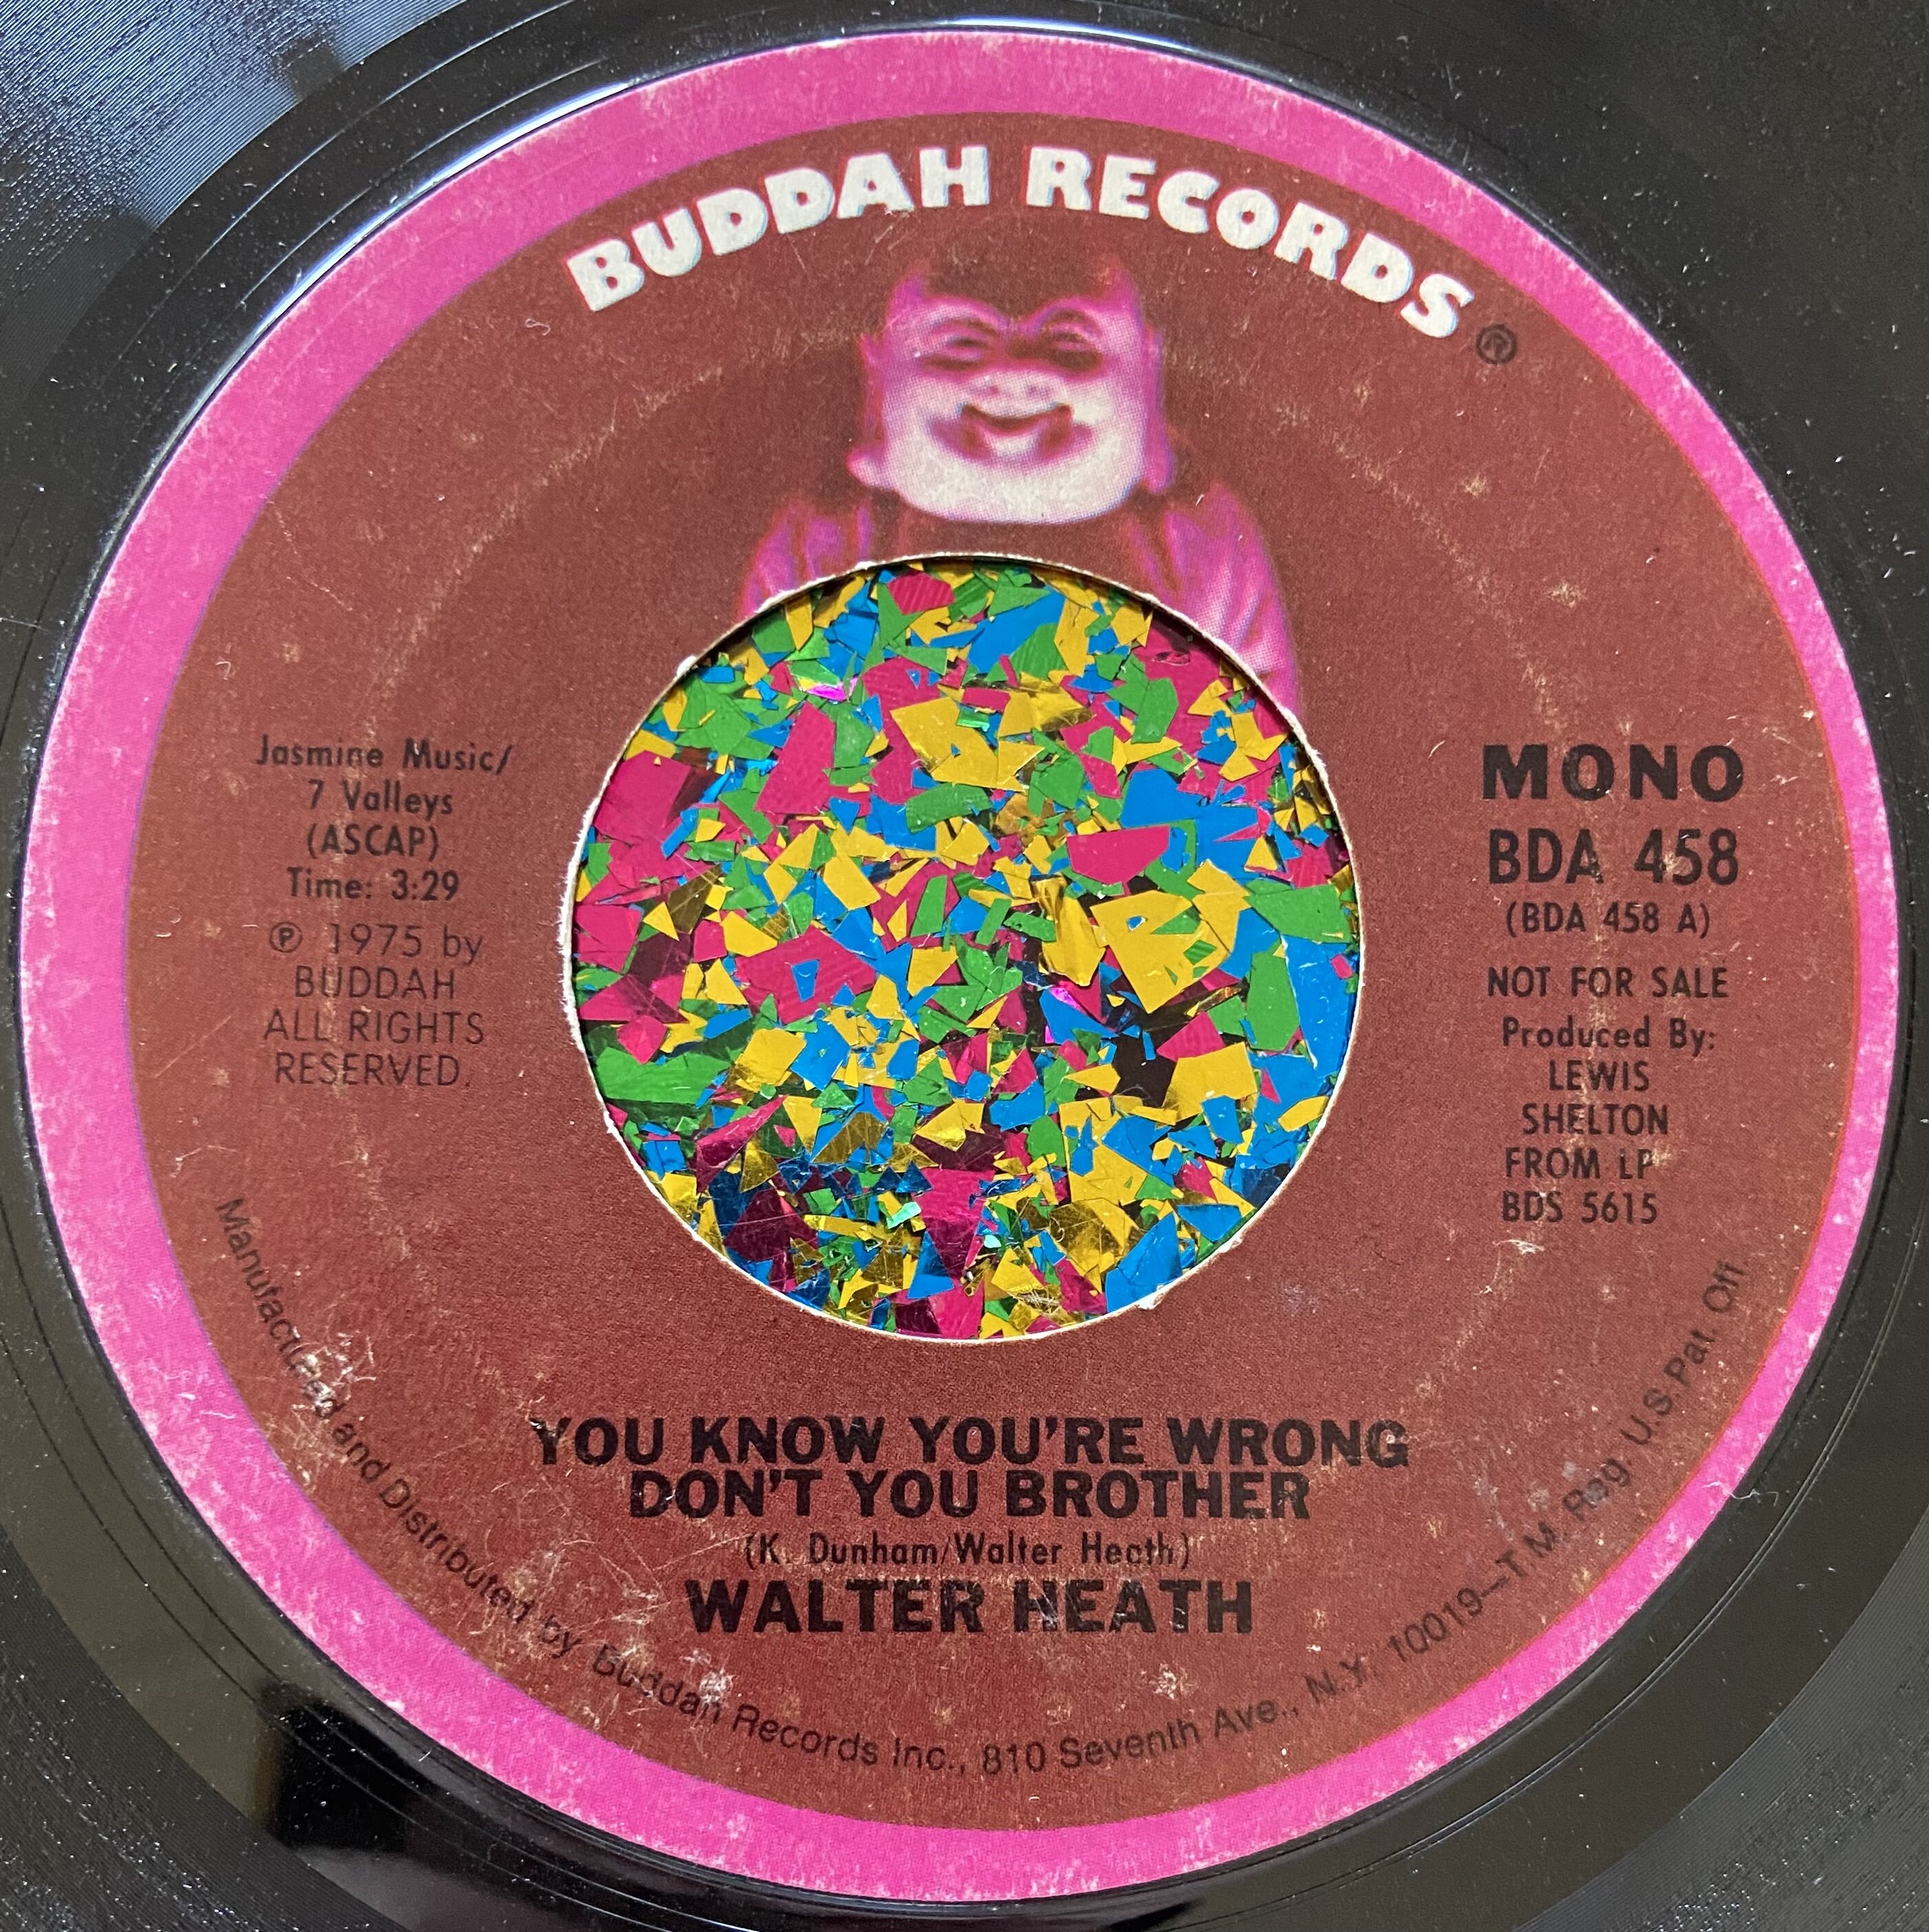 BUDDAH RECORDS ®
Jasmine Music/
7 Valleys
(ASCAP)
Time: 3:29
℗ 1975 by
BUDDAH
ALL RIGHTS
RESERVED.
MONO
BDA 458
(BDA 458 A)
NOT FOR SALE
Produced By:
LEWIS
SHELTON
FROM LP
BDS 5615
YOU KNOW YOU'RE WRONG
DON'T YOU BROTHER
(K. Dunham/Walter Heath)
WALTER HEATH
Manufactured and Distributed by Buddah Records Inc., 810 Seventh Ave., N.Y. 10019—T.M. Reg. U.S. Pat. Off